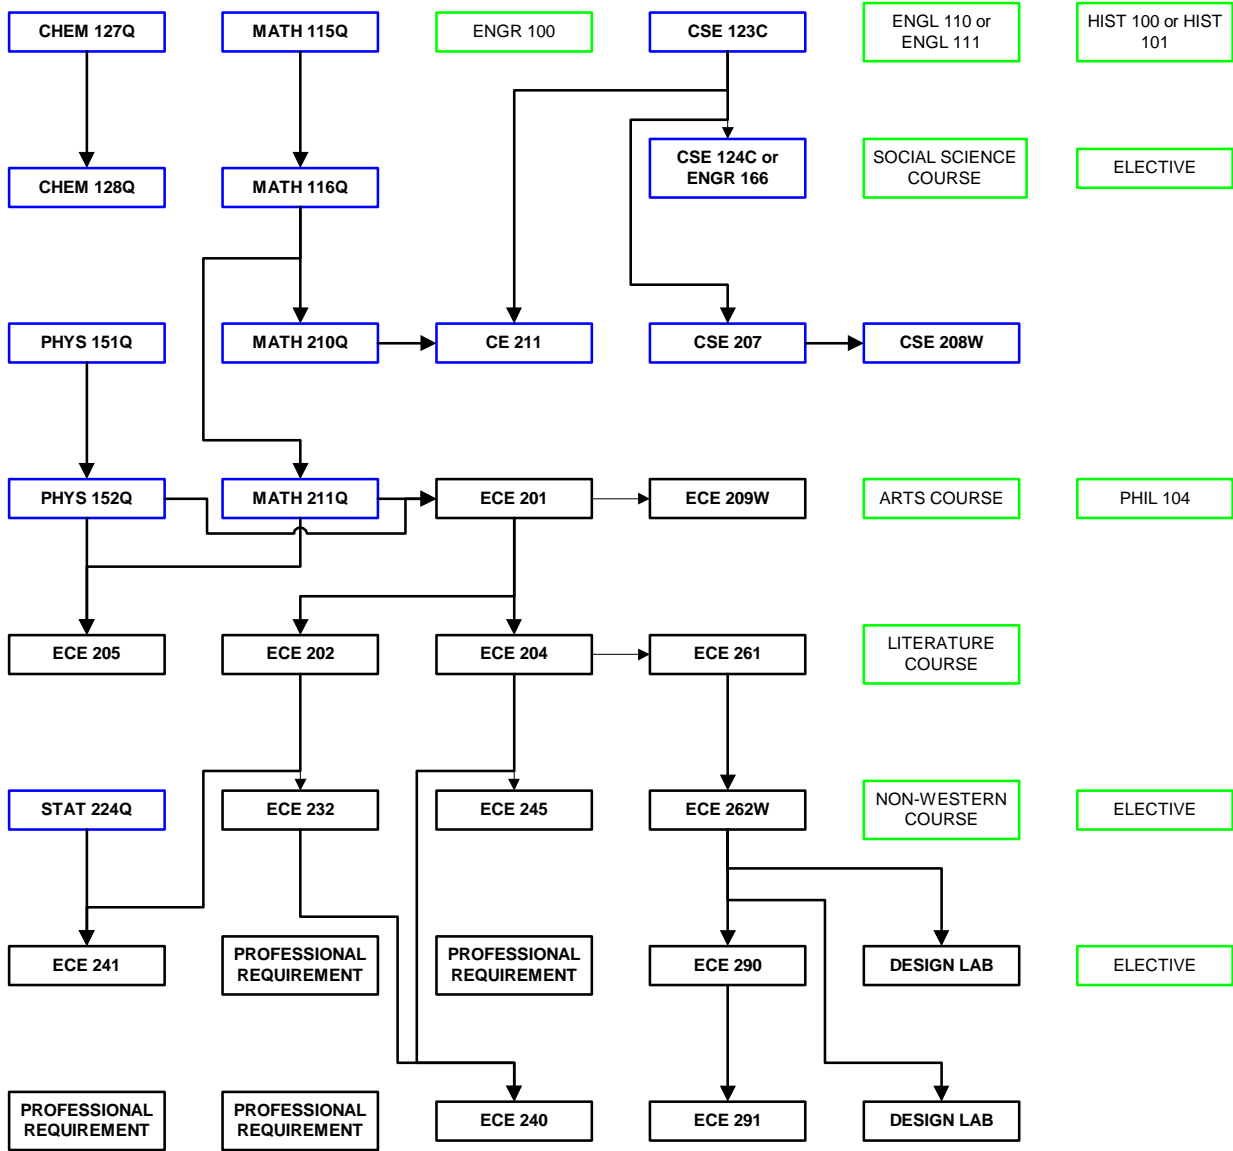 CHEM 127Q
MATH 115Q
ENGR 100
CSE 123C
ENGL 110 or
ENGL 111
HIST 100 or HIST
101
CHEM 128Q
MATH 116Q
CSE 124C or
ENGR 166
SOCIAL SCIENCE
COURSE
ELECTIVE
PHYS 151Q
MATH 210Q
CE 211
CSE 207
CSE 208W
PHYS 152Q
MATH 211Q
ECE 201
ECE 209W
ARTS COURSE
PHIL 104
ECE 205
ECE 202
ECE 204
ECE 261
LITERATURE
COURSE
STAT 224Q
ECE 232
ECE 245
ECE 262W
NON-WESTERN
COURSE
ELECTIVE
ECE 241
PROFESSIONAL
REQUIREMENT
PROFESSIONAL
REQUIREMENT
ECE 290
DESIGN LAB
ELECTIVE
PROFESSIONAL
REQUIREMENT
PROFESSIONAL
REQUIREMENT
ECE 240
ECE 291
DESIGN LAB